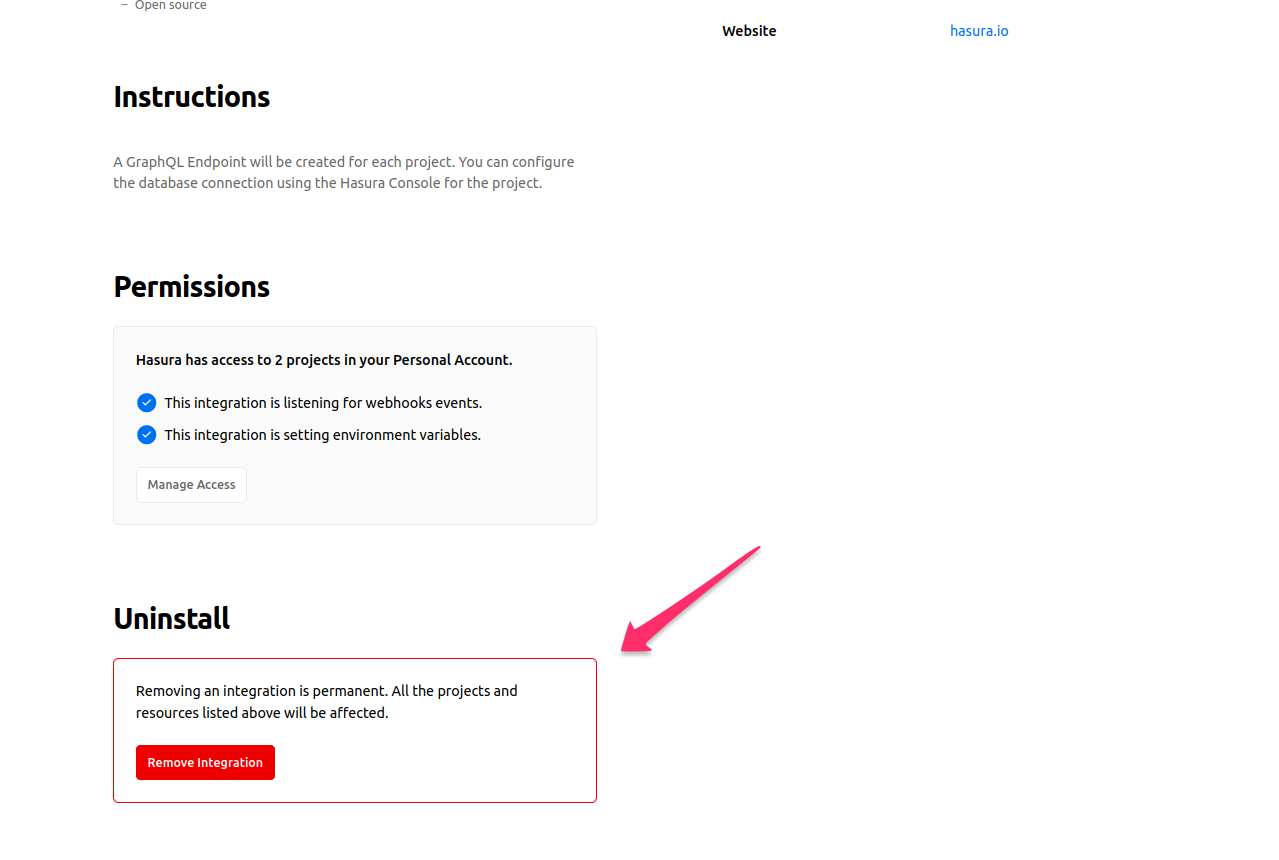 – Open source
Website
hasura.io
Instructions
A GraphQL Endpoint will be created for each project. You can configure
the database connection using the Hasura Console for the project.
Permissions
Hasura has access to 2 projects in your Personal Account.
This integration is listening for webhooks events.
This integration is setting environment variables.
Manage Access
Uninstall
Removing an integration is permanent. All the projects and
resources listed above will be affected.
Remove Integration